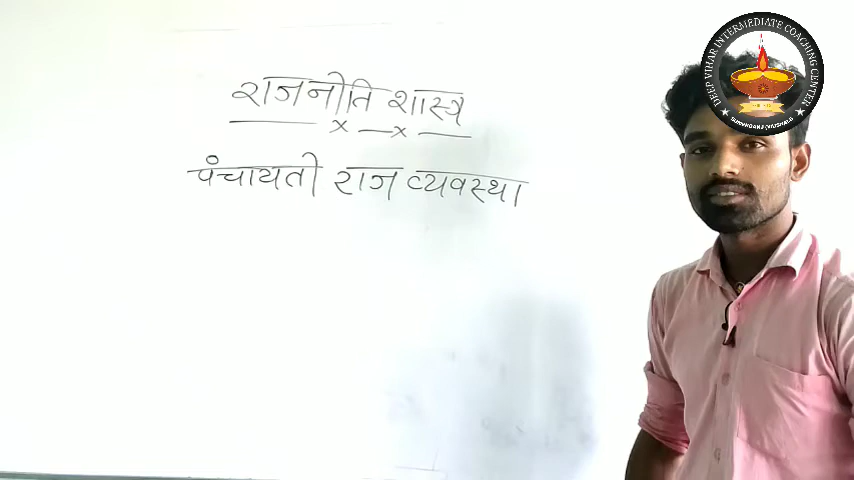 राजनीति शास्त्र
x — x
पंचायती राज व्यवस्था
DEEP VIHAR INTERMEDIATE COACHING CENTER